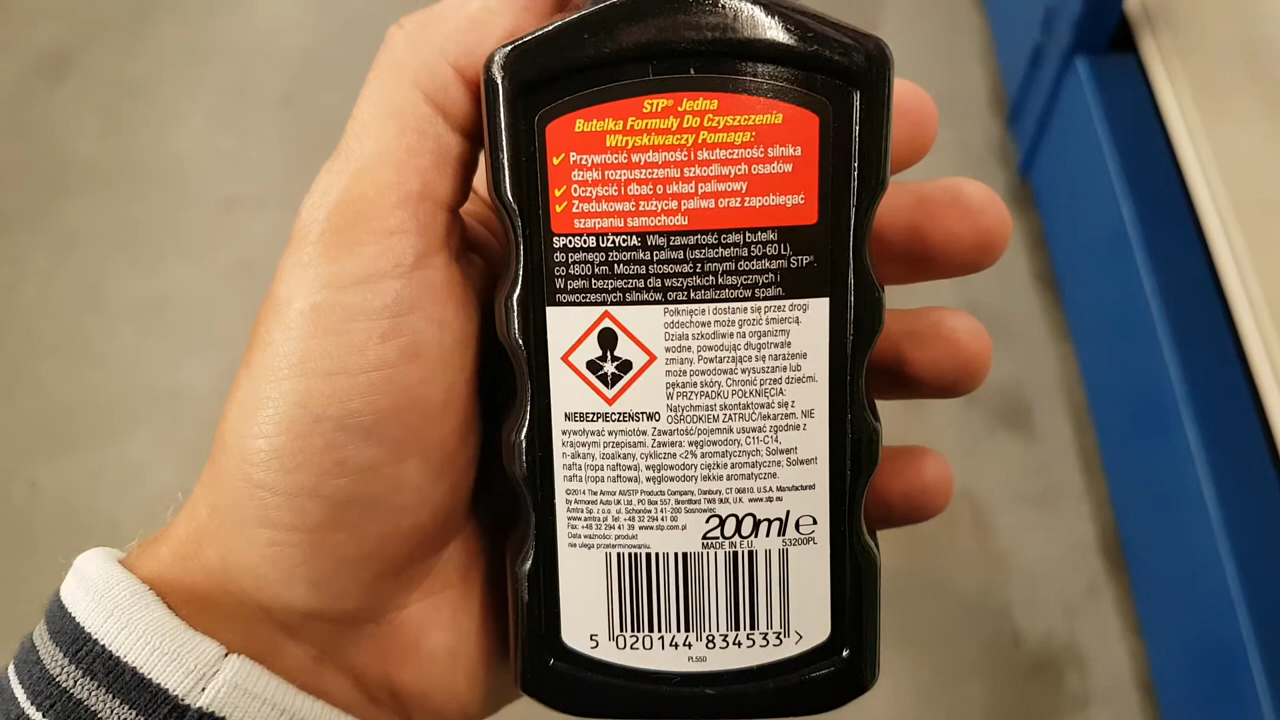 STP® Jedna
Butelka Formuły Do Czyszczenia
Wtryskiwaczy Pomaga:
✓ Przywrócić wydajność i skuteczność silnika
dzięki rozpuszczeniu szkodliwych osadów
✓ Oczyścić i dbać o układ paliwowy
✓ Zredukować zużycie paliwa oraz zapobiegać
szarpaniu samochodu
SPOSÓB UŻYCIA: Wlej zawartość całej butelki
do pełnego zbiornika paliwa (uszlachetnia 50-60 L),
co 4800 km. Można stosować z innymi dodatkami STP®.
W pełni bezpieczna dla wszystkich klasycznych i
nowoczesnych silników, oraz katalizatorów spalin.
Połknięcie i dostanie się przez drogi
oddechowe może grozić śmiercią.
Działa szkodliwie na organizmy
wodne, powodując długotrwałe
zmiany. Powtarzające się narażenie
może powodować wysuszanie lub
pękanie skóry. Chronić przed dziećmi.
W PRZYPADKU POŁKNIĘCIA:
Natychmiast skontaktować się z
NIEBEZPIECZEŃSTWO OŚRODKIEM ZATRUĆ/lekarzem. NIE
wywoływać wymiotów. Zawartość/pojemnik usuwać zgodnie z
krajowymi przepisami. Zawiera: węglowodory, C11-C14,
n-alkany, izoalkany, cykliczne <2% aromatycznych; Solwent
nafta (ropa naftowa), węglowodory ciężkie aromatyczne; Solwent
nafta (ropa naftowa), węglowodory lekkie aromatyczne.
©2014 The Armor All/STP Products Company, Danbury, CT 06810. U.S.A. Manufactured
by Armored Auto UK Ltd., PO Box 557, Brentford TW8 9UX, U.K. www.stp.eu
Amtra Sp. z o.o. ul. Schonów 3 41-200 Sosnowiec
www.amtra.pl Tel: +48 32 294 41 00
Fax: +48 32 294 41 39 www.stp.com.pl
Data ważności: produkt
nie ulega przeterminowaniu.
200ml e
MADE IN E.U. 53200PL
5 020144 834533 >
PL55D